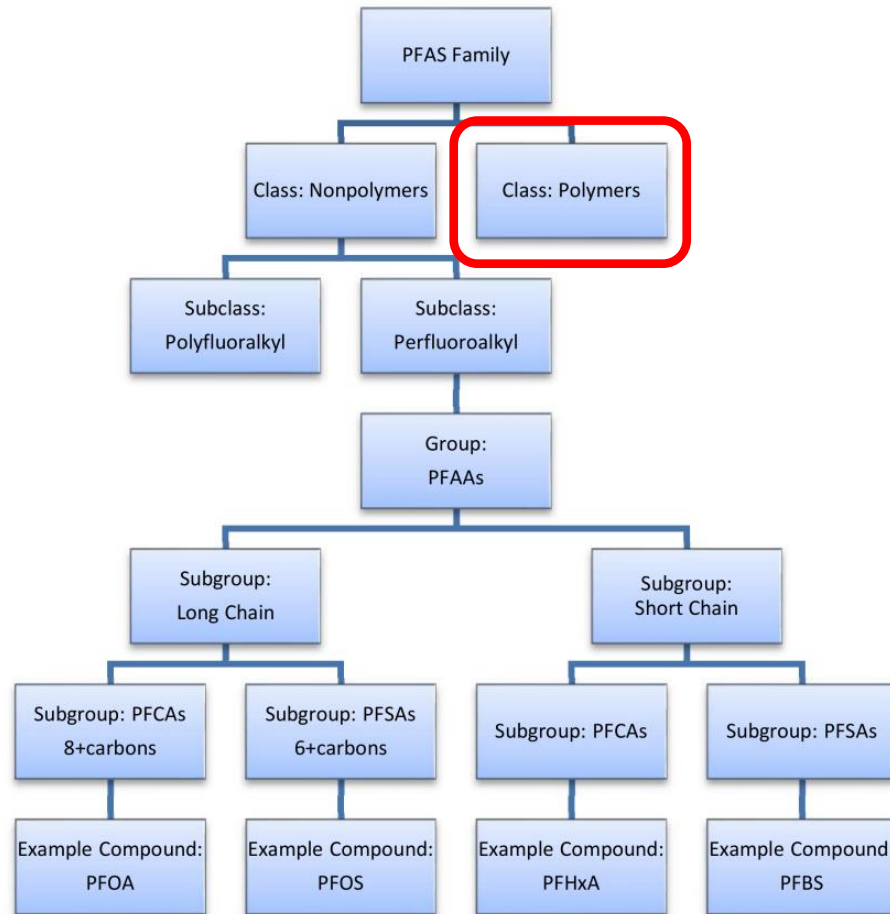 PFAS Family
Class: Nonpolymers
Class: Polymers
Subclass:
Polyfluoralkyl
Subclass:
Perfluoroalkyl
Group:
PFAAs
Subgroup:
Long Chain
Subgroup:
Short Chain
Subgroup: PFCAs
8+carbons
Subgroup: PFSAs
6+carbons
Subgroup: PFCAs
Subgroup: PFSAs
Example Compound:
PFOA
Example Compound:
PFOS
Example Compound:
PFHxA
Example Compound:
PFBS